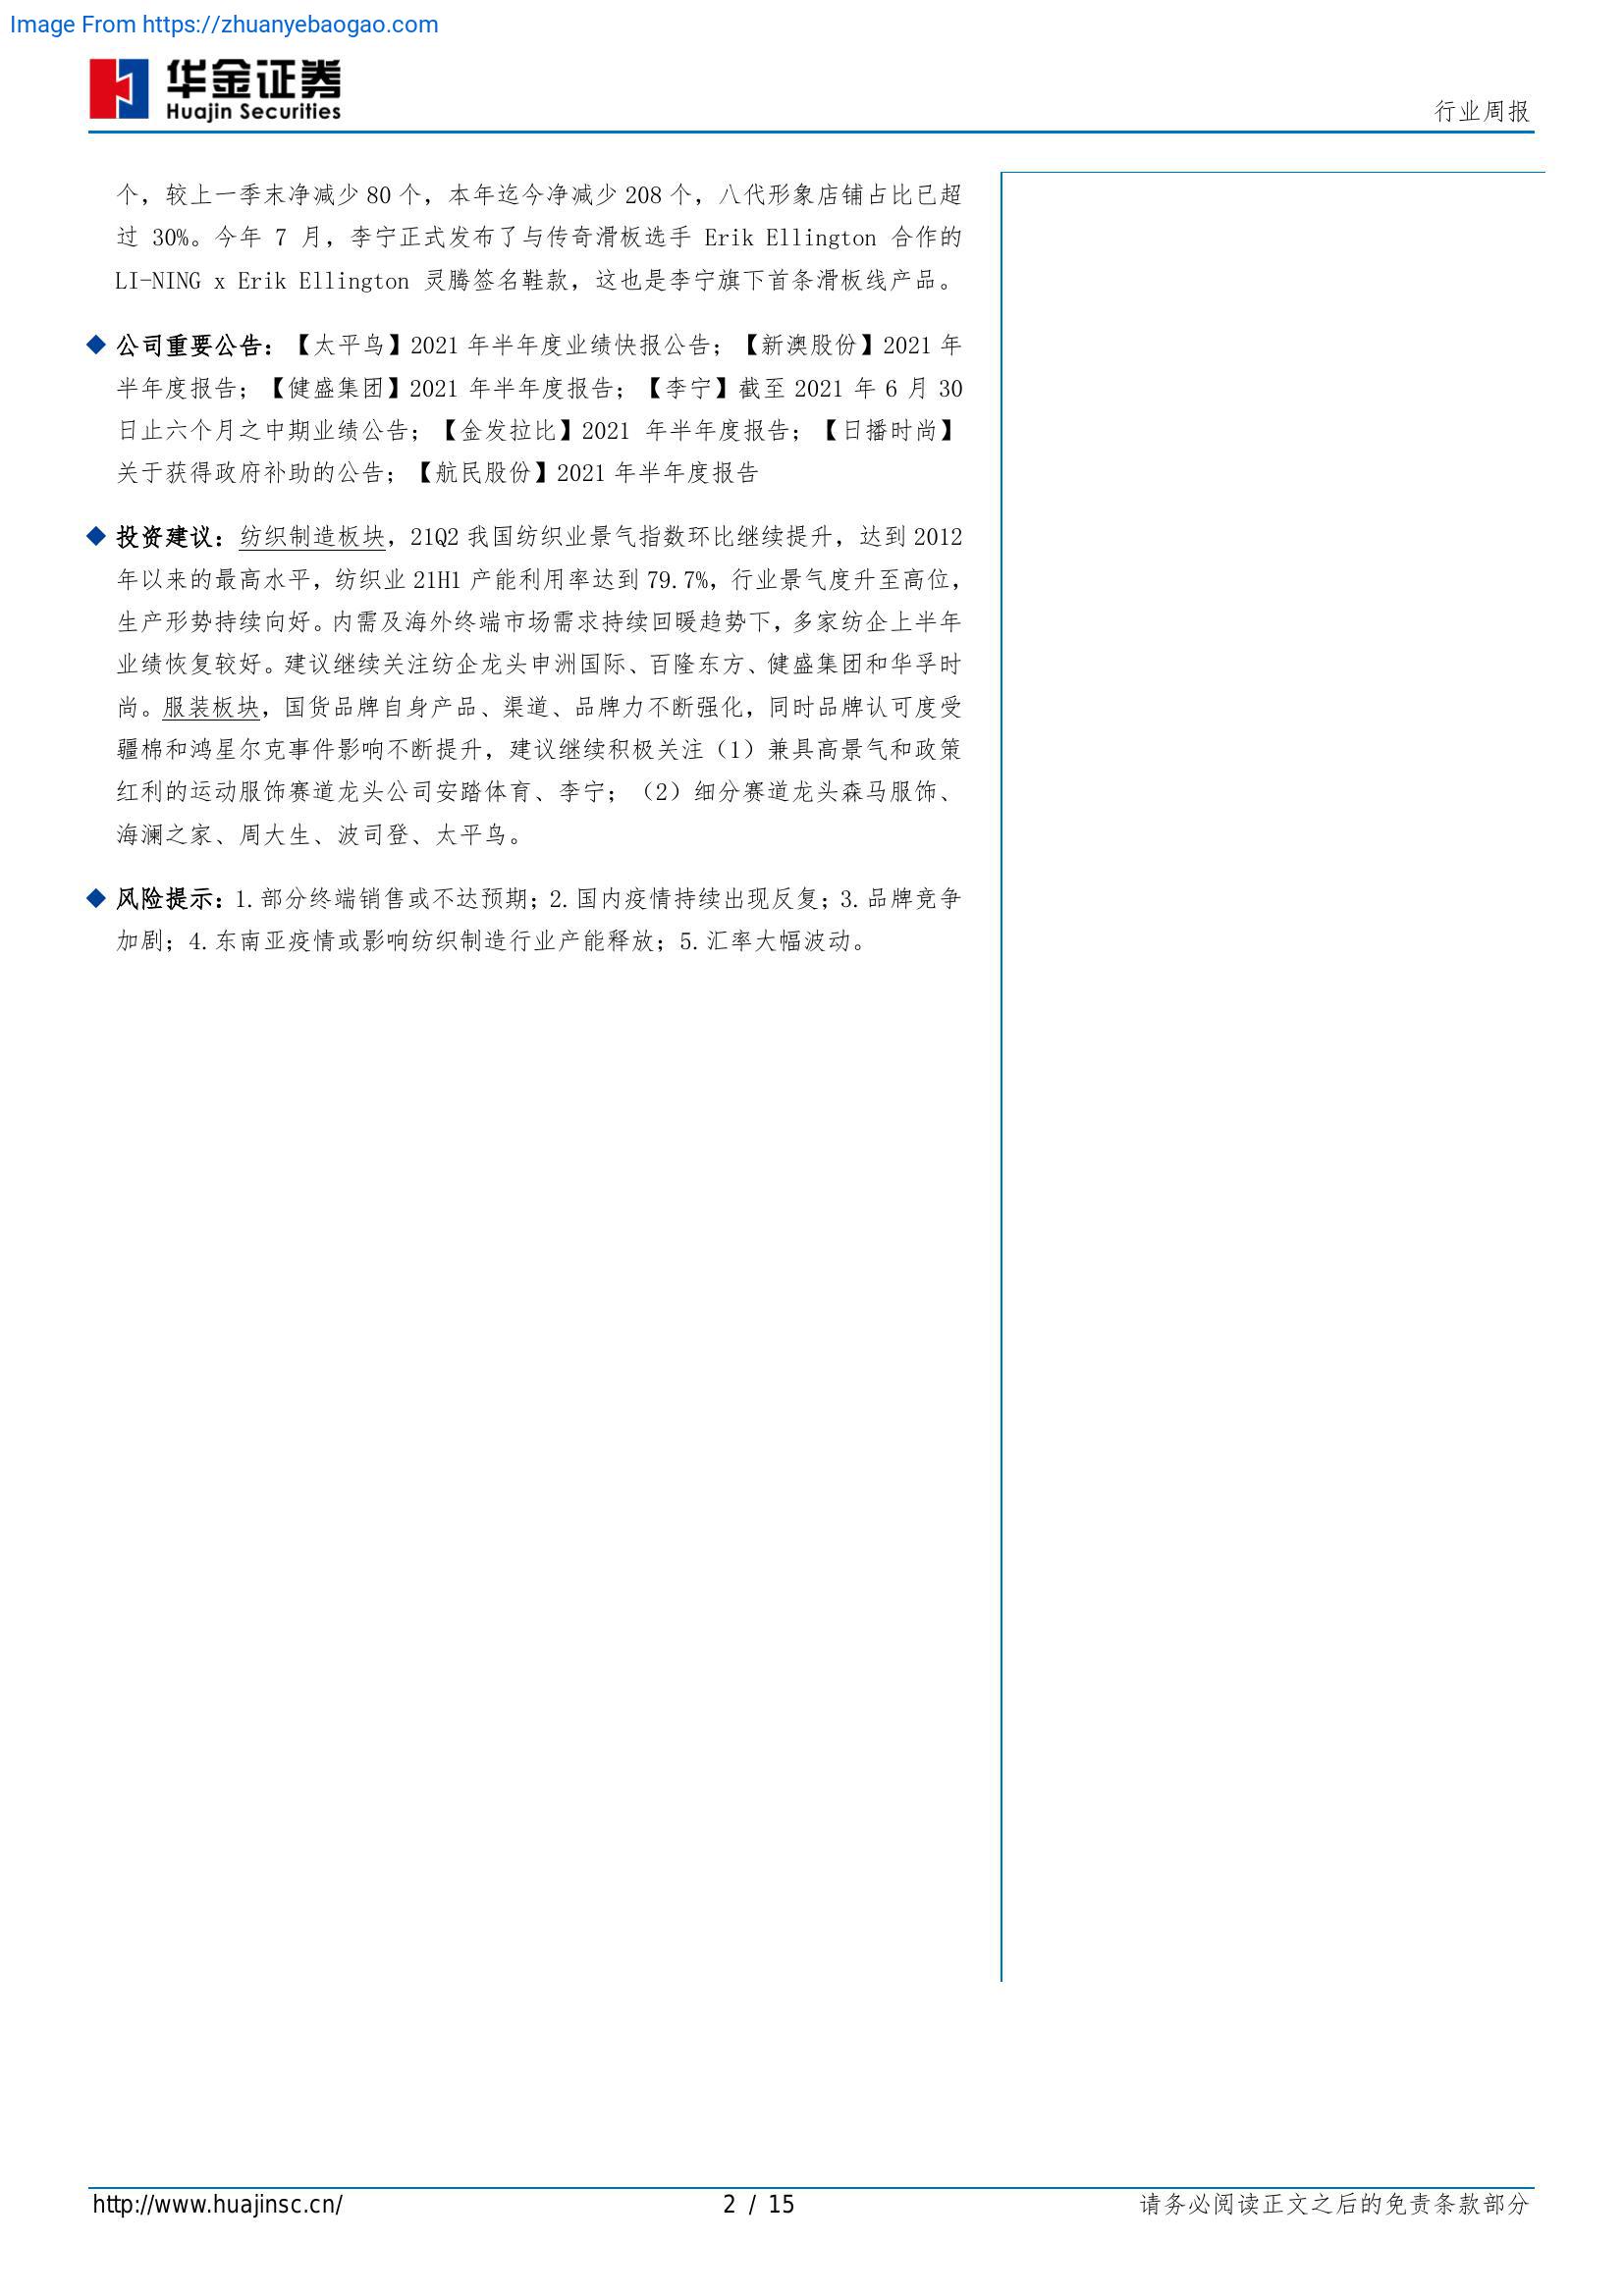 Image From https://zhuanyebaogao.com
华金证券
Huajin Securities
行业周报
个，较上一季末净减少 80 个，本年迄今净减少 208 个，八代形象店铺占比已超
过 30%。今年 7 月，李宁正式发布了与传奇滑板选手 Erik Ellington 合作的
LI-NING x Erik Ellington 灵腾签名鞋款，这也是李宁旗下首条滑板线产品。
◆ 公司重要公告：【太平鸟】2021 年半年度业绩快报公告；【新澳股份】2021 年
半年度报告；【健盛集团】2021 年半年度报告；【李宁】截至 2021 年 6 月 30
日止六个月之中期业绩公告；【金发拉比】2021 年半年度报告；【日播时尚】
关于获得政府补助的公告；【航民股份】2021 年半年度报告
◆ 投资建议：纺织制造板块，21Q2 我国纺织业景气指数环比继续提升，达到 2012
年以来的最高水平，纺织业 21H1 产能利用率达到 79.7%，行业景气度升至高位，
生产形势持续向好。内需及海外终端市场需求持续回暖趋势下，多家纺企上半年
业绩恢复较好。建议继续关注纺企龙头申洲国际、百隆东方、健盛集团和华孚时
尚。服装板块，国货品牌自身产品、渠道、品牌力不断强化，同时品牌认可度受
疆棉和鸿星尔克事件影响不断提升，建议继续积极关注（1）兼具高景气和政策
红利的运动服饰赛道龙头公司安踏体育、李宁；（2）细分赛道龙头森马服饰、
海澜之家、周大生、波司登、太平鸟。
◆ 风险提示：1.部分终端销售或不达预期；2.国内疫情持续出现反复；3.品牌竞争
加剧；4.东南亚疫情或影响纺织制造行业产能释放；5.汇率大幅波动。
http://www.huajinsc.cn/
2 / 15
请务必阅读正文之后的免责条款部分